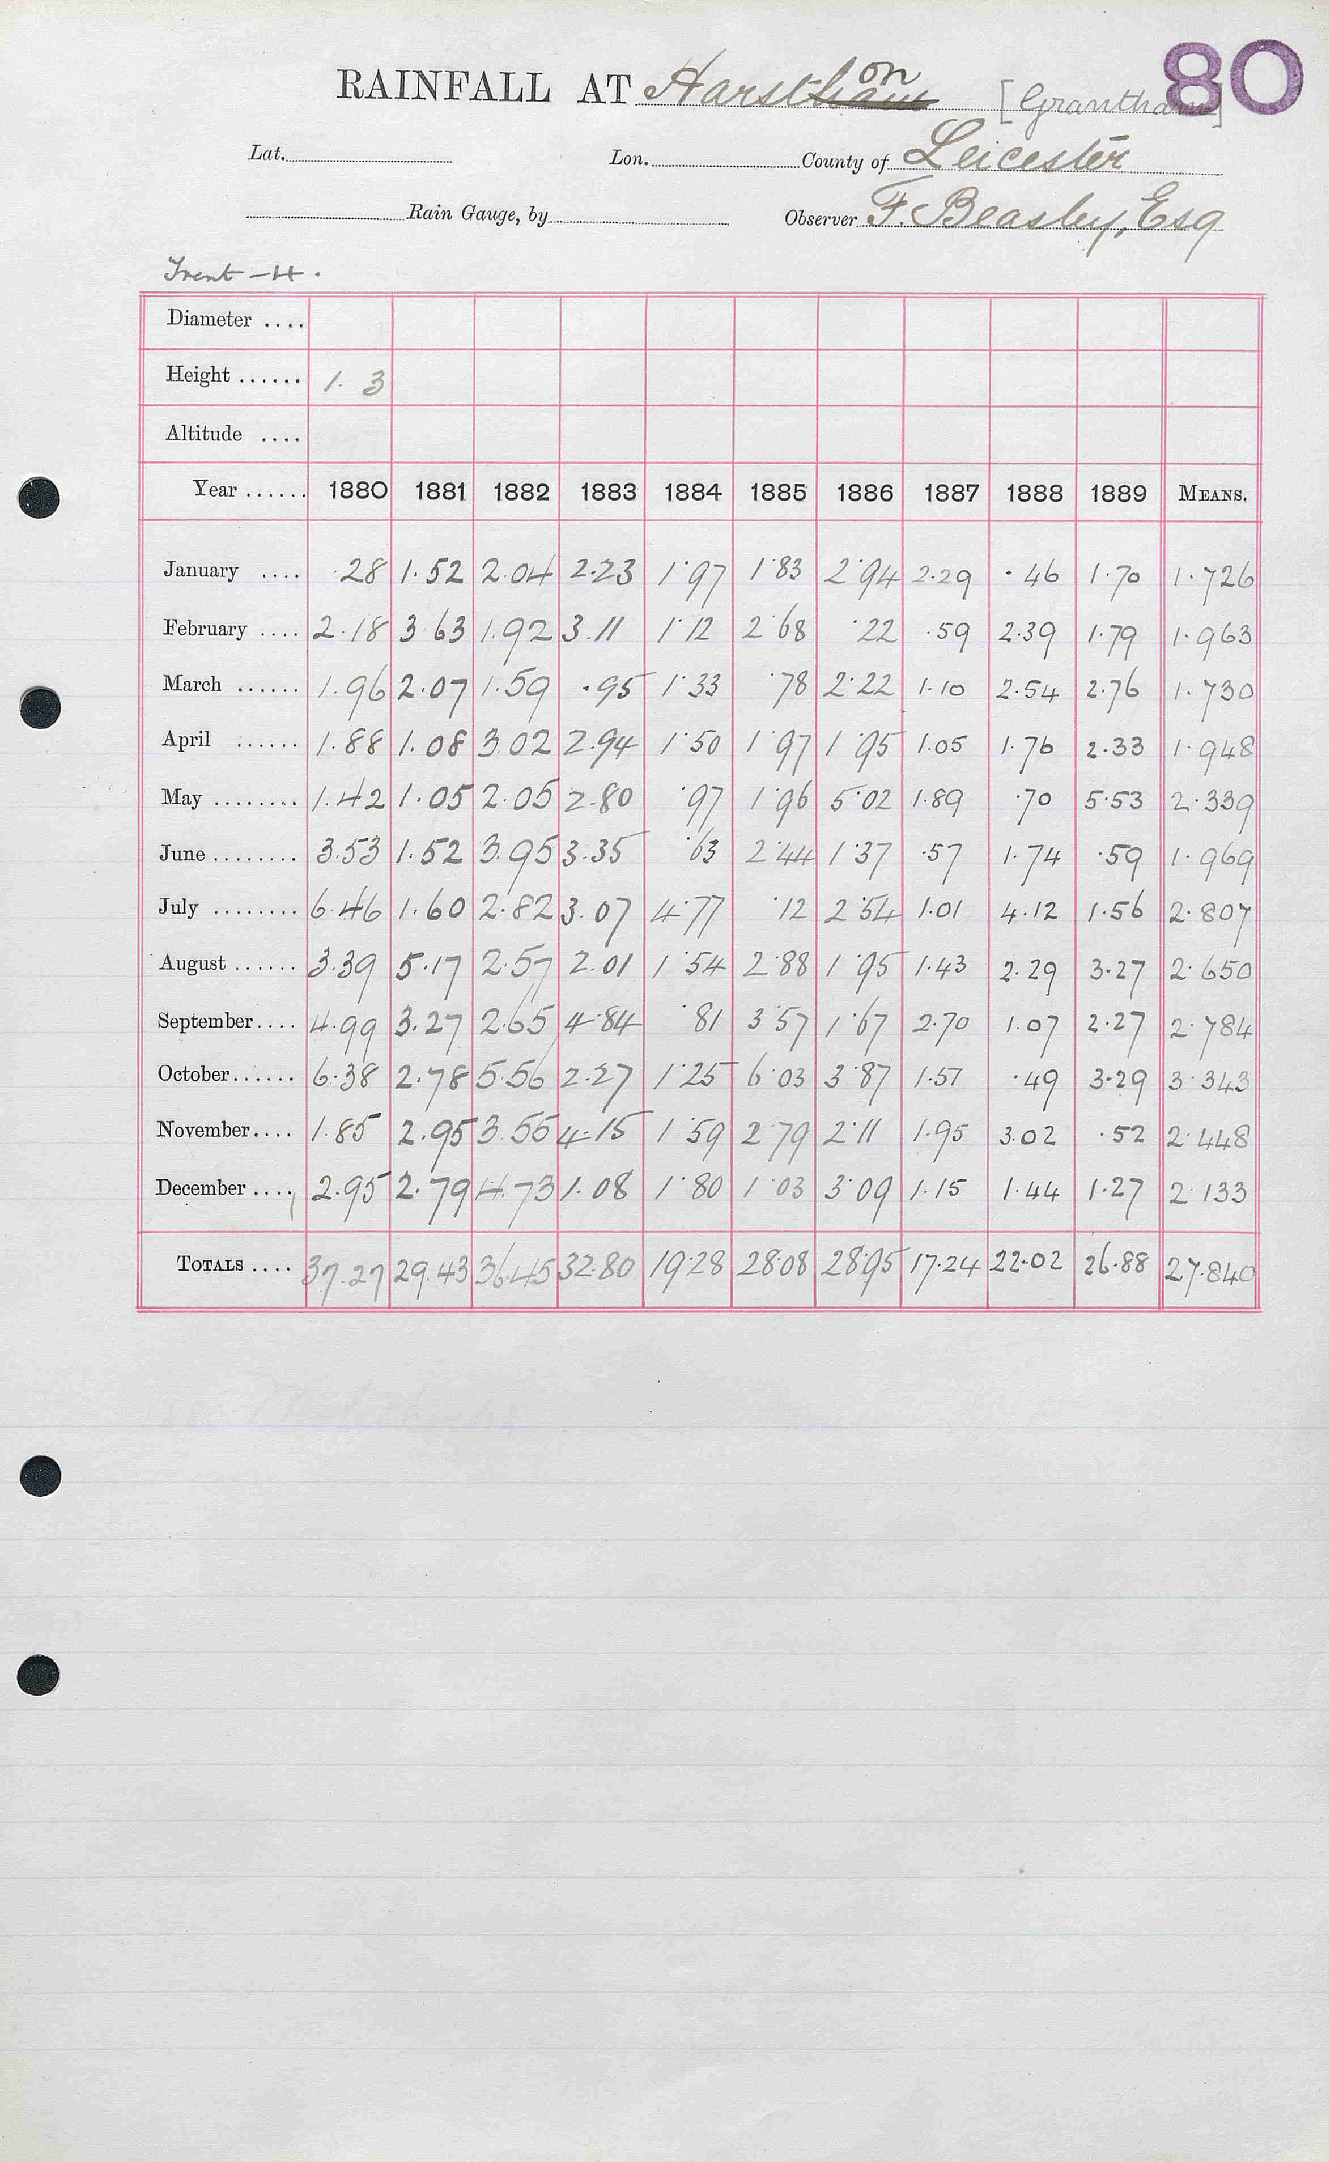 80
RAINFALL AT Harston [Grantham]
Lat. Lon. County of Leicester
Rain Gauge, by Observer F. Beasley, Esq
Trent - H.
Diameter ....
Height ...... 1. 3
Altitude ....
Year ...... 1880 1881 1882 1883 1884 1885 1886 1887 1888 1889 MEANS.
January .... .28 1.52 2.04 2.23 1.97 1.83 2.94 2.29 .46 1.70 1.726
February .... 2.18 3.63 1.92 3.11 1.12 2.68 .22 .59 2.39 1.79 1.963
March ...... 1.96 2.07 1.59 .95 1.33 .78 2.22 1.10 2.54 2.76 1.730
April ...... 1.88 1.08 3.02 2.94 1.50 1.97 1.95 1.05 1.76 2.33 1.948
May ........ 1.42 1.05 2.05 2.80 .97 1.96 5.02 1.89 .70 5.53 2.339
June ........ 3.53 1.52 3.95 3.35 .63 2.44 1.37 .57 1.74 .59 1.969
July ........ 6.46 1.60 2.82 3.07 4.77 .12 2.54 1.01 4.12 1.56 2.807
August ...... 3.39 5.17 2.57 2.01 1.54 2.88 1.95 1.43 2.29 3.27 2.650
September.... 4.99 3.27 2.65 4.84 .81 3.57 1.67 2.70 1.07 2.27 2.784
October...... 6.38 2.78 5.56 2.27 1.25 6.03 3.87 1.57 .49 3.29 3.343
November.... 1.85 2.95 3.55 4.15 1.59 2.79 2.11 1.95 3.02 .52 2.448
December .... 2.95 2.79 4.73 1.08 1.80 1.03 3.09 1.15 1.44 1.27 2.133
TOTALS .... 37.27 29.43 36.45 32.80 19.28 28.08 28.95 17.24 22.02 26.88 27.840